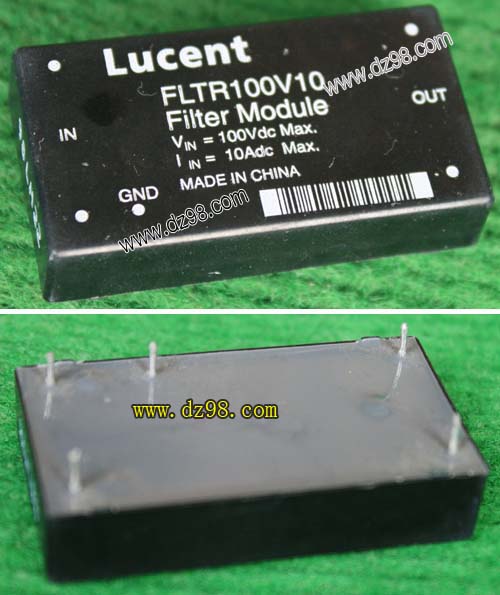 Lucent
FLTR100V10
www.dz98.com
Filter Module
IN
OUT
VIN = 100Vdc Max.
IIN = 10Adc Max.
MADE IN CHINA
GND
www.dz98.com
www.dz98.com